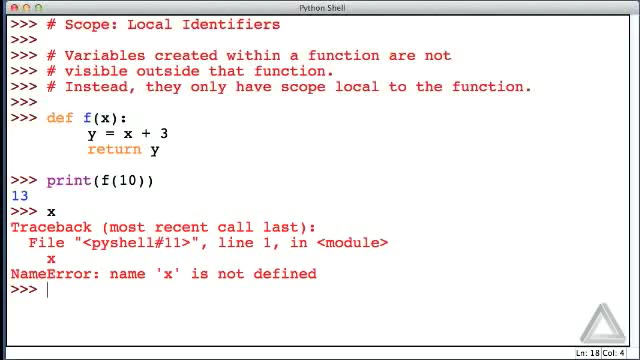 Python Shell
>>> # Scope: Local Identifiers
>>>
>>> # Variables created within a function are not
>>> # visible outside that function.
>>> # Instead, they only have scope local to the function.
>>>
>>> def f(x):
        y = x + 3
        return y
>>> print(f(10))
13
>>> x
Traceback (most recent call last):
  File "<pyshell#11>", line 1, in <module>
    x
NameError: name 'x' is not defined
>>>
Ln: 18 Col: 4